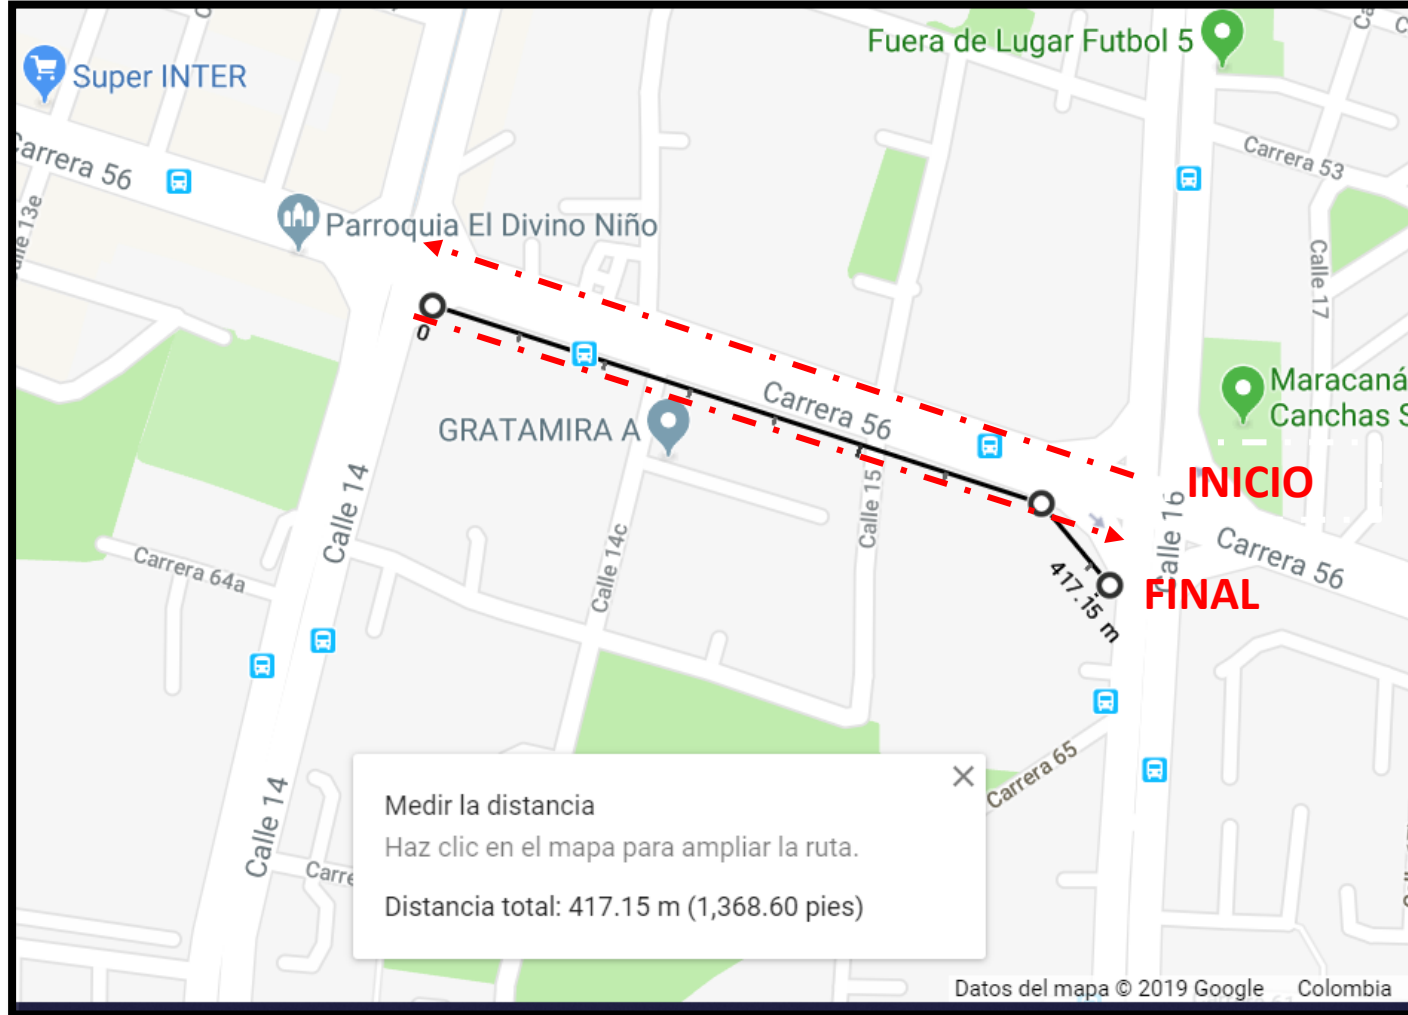 Fuera de Lugar Futbol 5
Super INTER
Carrera 56
Carrera 53
Parroquia El Divino Niño
Calle 17
0
Maracaná
Canchas S
Carrera 56
GRATAMIRA A
INICIO
Calle 14
Calle 15
Calle 16
Carrera 56
Calle 14c
Carrera 64a
417.15 m
FINAL
Carrera 65
Calle 14
Medir la distancia
Haz clic en el mapa para ampliar la ruta.
Carre
Distancia total: 417.15 m (1,368.60 pies)
Datos del mapa © 2019 Google Colombia